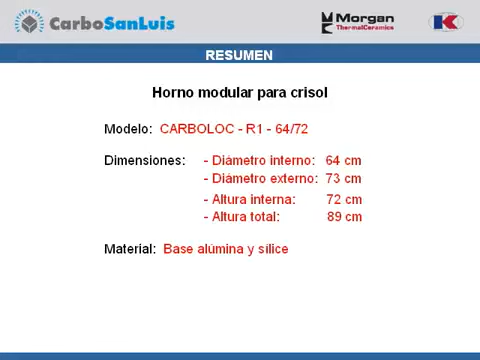 CarboSanLuis
Morgan
ThermalCeramics
K
RESUMEN
Horno modular para crisol
Modelo: CARBOLOC - R1 - 64/72
Dimensiones: - Diámetro interno: 64 cm
- Diámetro externo: 73 cm
- Altura interna: 72 cm
- Altura total: 89 cm
Material: Base alúmina y sílice